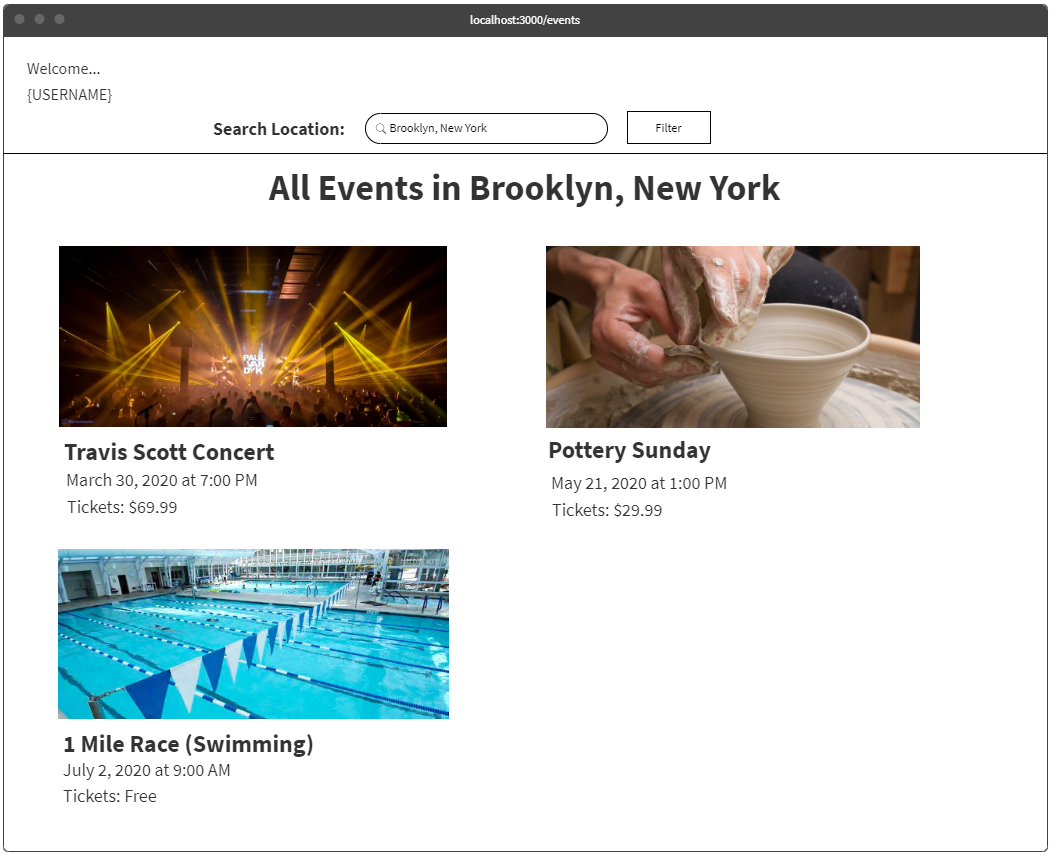 localhost:3000/events
Welcome...
{USERNAME}
Search Location:
Brooklyn, New York
Filter
All Events in Brooklyn, New York
PAUL
VAN
DYK
Travis Scott Concert
March 30, 2020 at 7:00 PM
Tickets: $69.99
Pottery Sunday
May 21, 2020 at 1:00 PM
Tickets: $29.99
1 Mile Race (Swimming)
July 2, 2020 at 9:00 AM
Tickets: Free